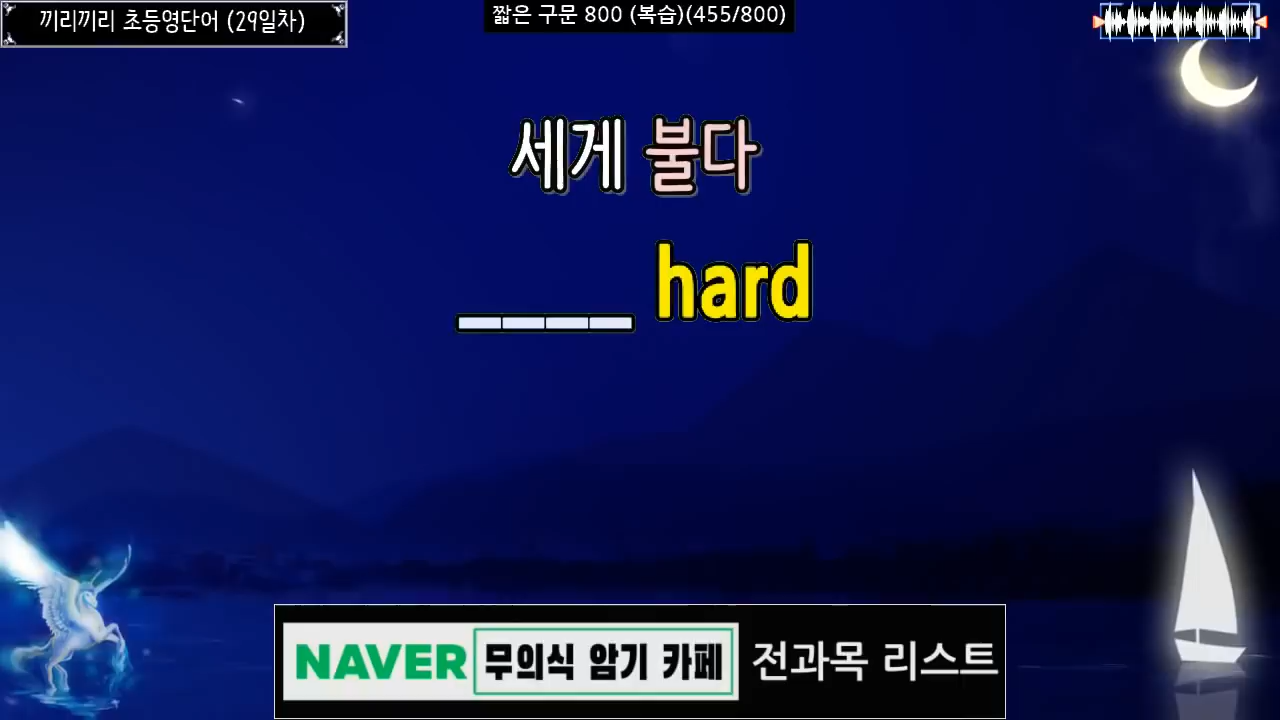 끼리끼리 초등영단어 (29일차)
짧은 구문 800 (복습)(455/800)
세게 불다
____ hard
NAVER 무의식 암기 카페 전과목 리스트